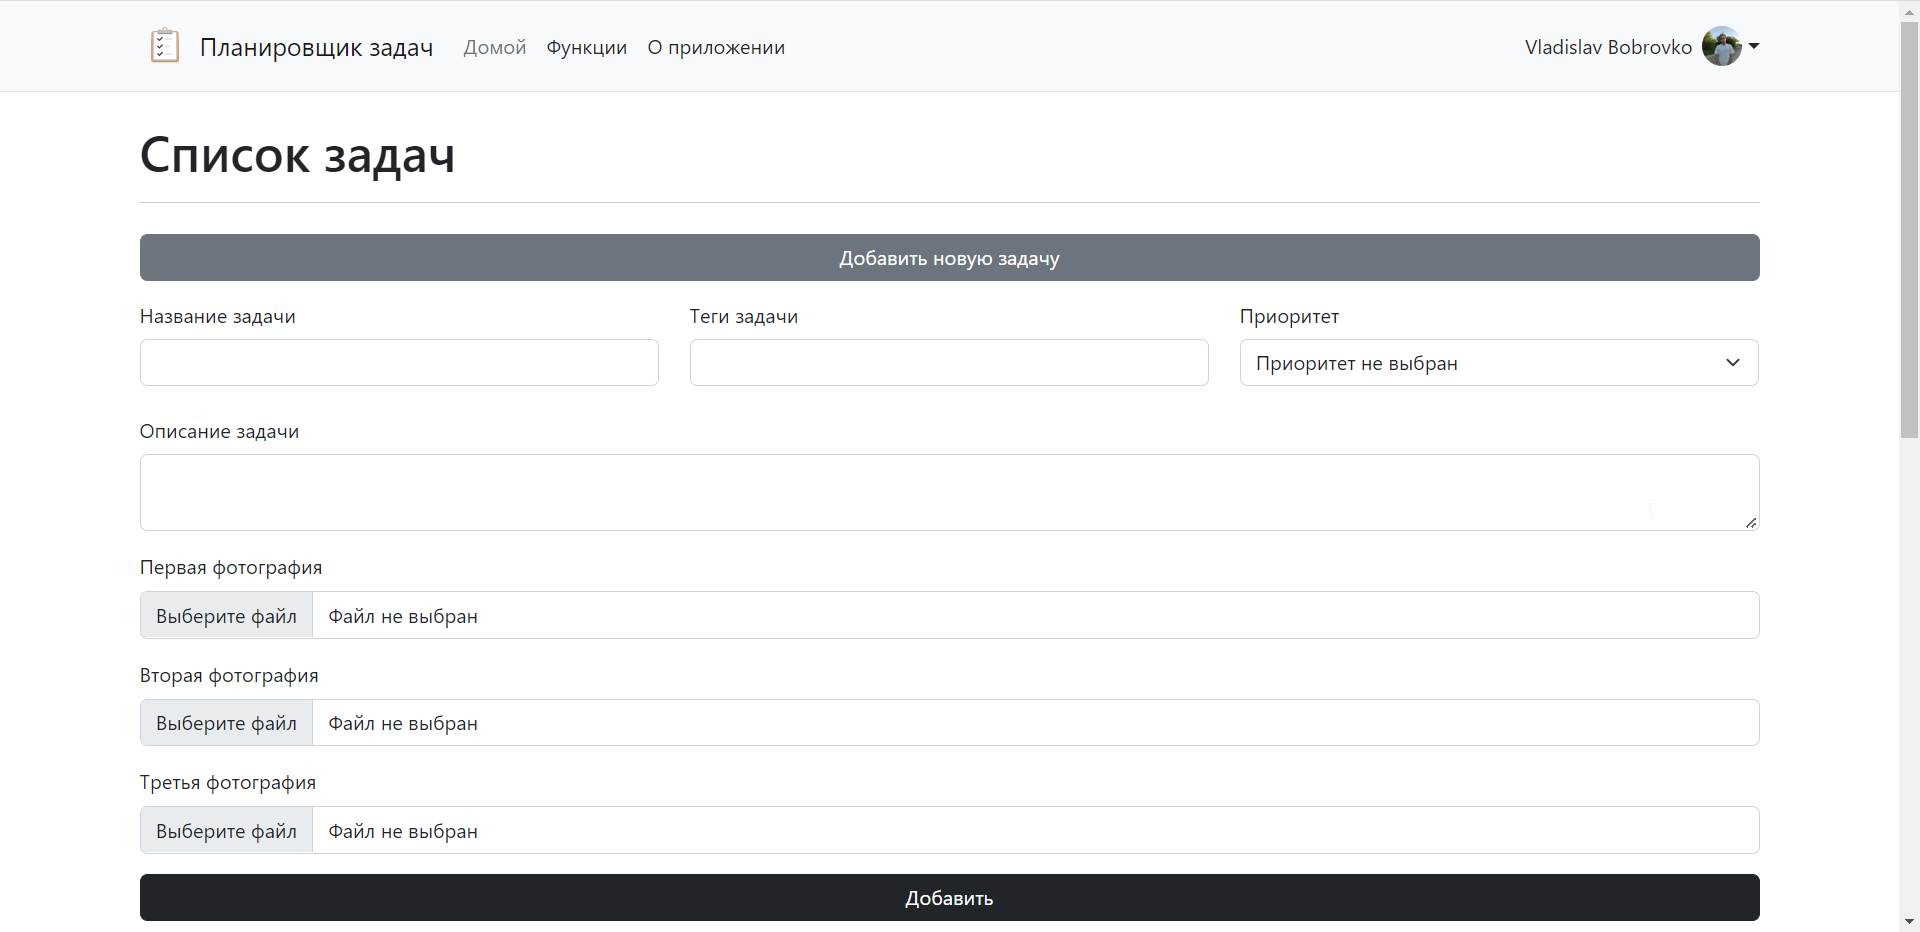 Планировщик задач Домой Функции О приложении Vladislav Bobrovko
Список задач
Добавить новую задачу
Название задачи Теги задачи Приоритет
Приоритет не выбран
Описание задачи
Первая фотография
Выберите файл Файл не выбран
Вторая фотография
Выберите файл Файл не выбран
Третья фотография
Выберите файл Файл не выбран
Добавить